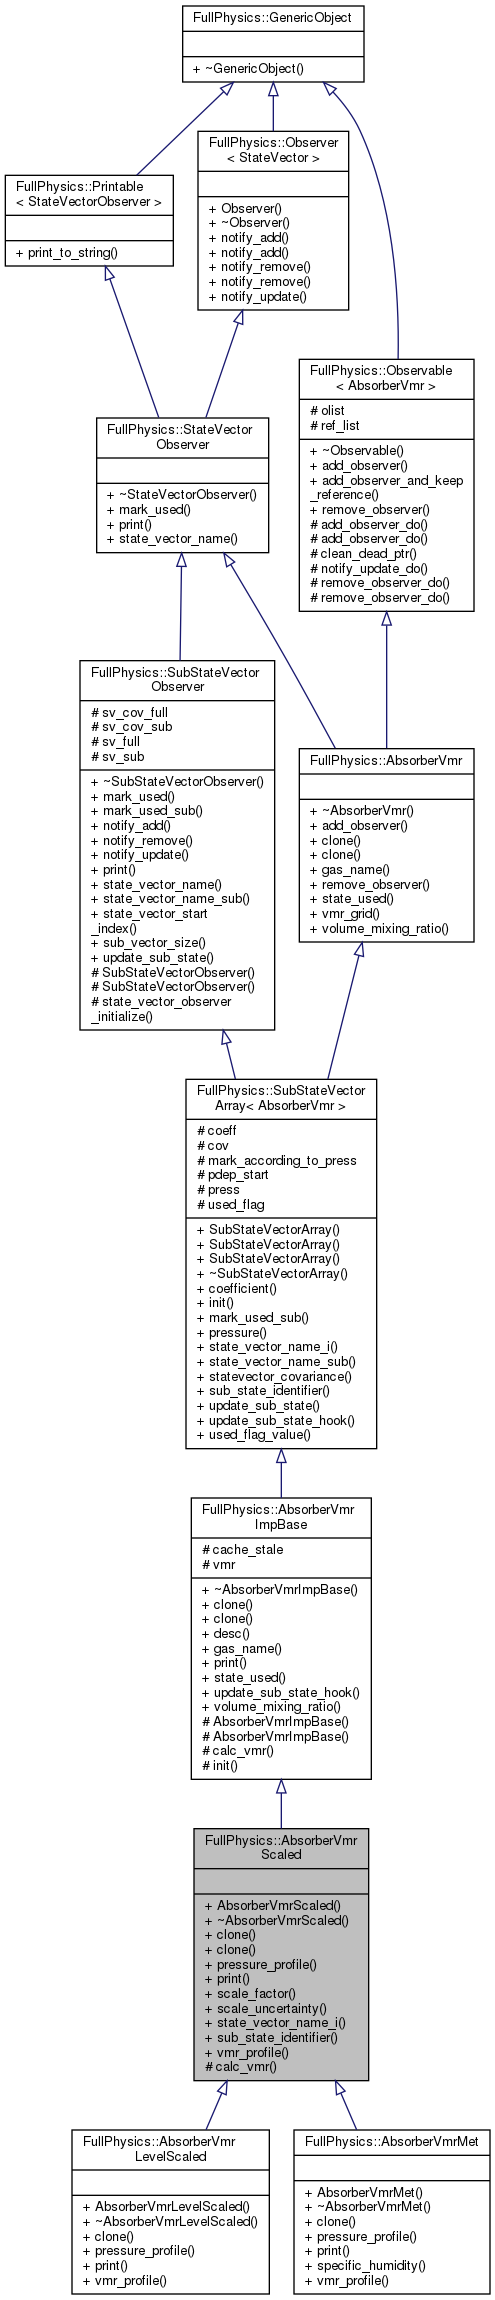 FullPhysics::GenericObject
+ ~GenericObject()
FullPhysics::Observer
< StateVector >
+ Observer()
+ ~Observer()
+ notify_add()
+ notify_add()
+ notify_remove()
+ notify_remove()
+ notify_update()
FullPhysics::Printable
< StateVectorObserver >
+ print_to_string()
FullPhysics::Observable
< AbsorberVmr >
# olist
# ref_list
+ ~Observable()
+ add_observer()
+ add_observer_and_keep
_reference()
+ remove_observer()
# add_observer_do()
# add_observer_do()
# clean_dead_ptr()
# notify_update_do()
# remove_observer_do()
# remove_observer_do()
FullPhysics::StateVector
Observer
+ ~StateVectorObserver()
+ mark_used()
+ print()
+ state_vector_name()
FullPhysics::SubStateVector
Observer
# sv_cov_full
# sv_cov_sub
# sv_full
# sv_sub
+ ~SubStateVectorObserver()
+ mark_used()
+ mark_used_sub()
+ notify_add()
+ notify_remove()
+ notify_update()
+ print()
+ state_vector_name()
+ state_vector_name_sub()
+ state_vector_start
_index()
+ sub_vector_size()
+ update_sub_state()
# SubStateVectorObserver()
# SubStateVectorObserver()
# state_vector_observer
_initialize()
FullPhysics::AbsorberVmr
+ ~AbsorberVmr()
+ add_observer()
+ clone()
+ clone()
+ gas_name()
+ remove_observer()
+ state_used()
+ vmr_grid()
+ volume_mixing_ratio()
FullPhysics::SubStateVector
Array< AbsorberVmr >
# coeff
# cov
# mark_according_to_press
# pdep_start
# press
# used_flag
+ SubStateVectorArray()
+ SubStateVectorArray()
+ SubStateVectorArray()
+ ~SubStateVectorArray()
+ coefficient()
+ init()
+ mark_used_sub()
+ pressure()
+ state_vector_name_i()
+ state_vector_name_sub()
+ statevector_covariance()
+ sub_state_identifier()
+ update_sub_state()
+ update_sub_state_hook()
+ used_flag_value()
FullPhysics::AbsorberVmr
ImpBase
# cache_stale
# vmr
+ ~AbsorberVmrImpBase()
+ clone()
+ clone()
+ desc()
+ gas_name()
+ print()
+ state_used()
+ update_sub_state_hook()
+ volume_mixing_ratio()
# AbsorberVmrImpBase()
# AbsorberVmrImpBase()
# calc_vmr()
# init()
FullPhysics::AbsorberVmr
Scaled
+ AbsorberVmrScaled()
+ ~AbsorberVmrScaled()
+ clone()
+ clone()
+ pressure_profile()
+ print()
+ scale_factor()
+ scale_uncertainty()
+ state_vector_name_i()
+ sub_state_identifier()
+ vmr_profile()
# calc_vmr()
FullPhysics::AbsorberVmr
LevelScaled
+ AbsorberVmrLevelScaled()
+ ~AbsorberVmrLevelScaled()
+ clone()
+ pressure_profile()
+ print()
+ vmr_profile()
FullPhysics::AbsorberVmrMet
+ AbsorberVmrMet()
+ ~AbsorberVmrMet()
+ clone()
+ pressure_profile()
+ print()
+ specific_humidity()
+ vmr_profile()